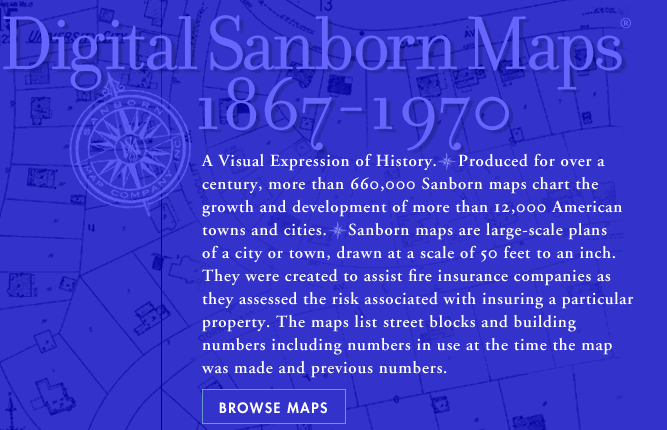 13
UNIVERSITY CITY
Digital Sanborn Maps®
1867-1970
SANBORN
MAP COMPANY INC
A Visual Expression of History. Produced for over a
century, more than 660,000 Sanborn maps chart the
growth and development of more than 12,000 American
towns and cities. Sanborn maps are large-scale plans
of a city or town, drawn at a scale of 50 feet to an inch.
They were created to assist fire insurance companies as
they assessed the risk associated with insuring a particular
property. The maps list street blocks and building
numbers including numbers in use at the time the map
was made and previous numbers.
BROWSE MAPS